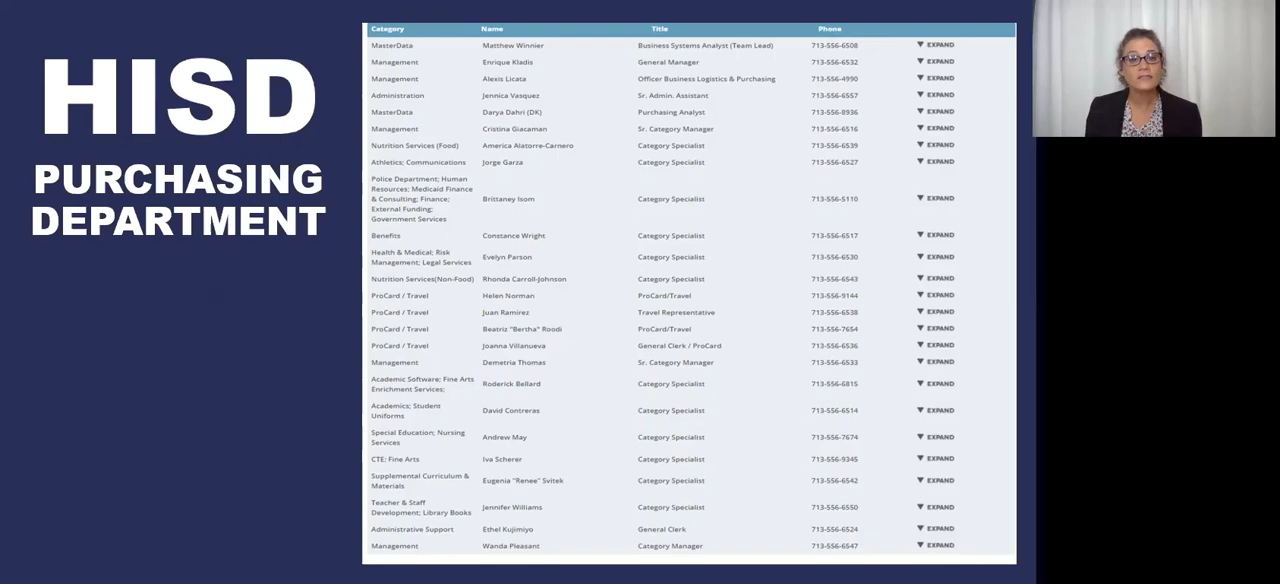 HISD
PURCHASING
DEPARTMENT
Category Name Title Phone
MasterData Matthew Winnier Business Systems Analyst (Team Lead) 713-556-6508 ▼ EXPAND
Management Enrique Kladis General Manager 713-556-6532 ▼ EXPAND
Management Alexis Licata Officer Business Logistics & Purchasing 713-556-4990 ▼ EXPAND
Administration Jennica Vasquez Sr. Admin. Assistant 713-556-6557 ▼ EXPAND
MasterData Darya Dahri (DK) Purchasing Analyst 713-556-8936 ▼ EXPAND
Management Cristina Giacaman Sr. Category Manager 713-556-6516 ▼ EXPAND
Nutrition Services (Food) America Alatorre-Carnero Category Specialist 713-556-6539 ▼ EXPAND
Athletics; Communications Jorge Garza Category Specialist 713-556-6527 ▼ EXPAND
Police Department; Human
Resources; Medicaid Finance
& Consulting; Finance; Brittaney Isom Category Specialist 713-556-5110 ▼ EXPAND
External Funding;
Government Services
Benefits Constance Wright Category Specialist 713-556-6517 ▼ EXPAND
Health & Medical; Risk
Management; Legal Services Evelyn Parson Category Specialist 713-556-6530 ▼ EXPAND
Nutrition Services(Non-Food) Rhonda Carroll-Johnson Category Specialist 713-556-6543 ▼ EXPAND
ProCard / Travel Helen Norman ProCard/Travel 713-556-9144 ▼ EXPAND
ProCard / Travel Juan Ramirez Travel Representative 713-556-6538 ▼ EXPAND
ProCard / Travel Beatriz "Bertha" Roodi ProCard/Travel 713-556-7654 ▼ EXPAND
ProCard / Travel Joanna Villanueva General Clerk / ProCard 713-556-6536 ▼ EXPAND
Management Demetria Thomas Sr. Category Manager 713-556-6533 ▼ EXPAND
Academic Software; Fine Arts
Enrichment Services; Roderick Bellard Category Specialist 713-556-6815 ▼ EXPAND
Academics; Student
Uniforms David Contreras Category Specialist 713-556-6514 ▼ EXPAND
Special Education; Nursing
Services Andrew May Category Specialist 713-556-7674 ▼ EXPAND
CTE; Fine Arts Iva Scherer Category Specialist 713-556-9345 ▼ EXPAND
Supplemental Curriculum &
Materials Eugenia "Renee" Svitek Category Specialist 713-556-6542 ▼ EXPAND
Teacher & Staff
Development; Library Books Jennifer Williams Category Specialist 713-556-6550 ▼ EXPAND
Administrative Support Ethel Kujimiyo General Clerk 713-556-6524 ▼ EXPAND
Management Wanda Pleasant Category Manager 713-556-6547 ▼ EXPAND